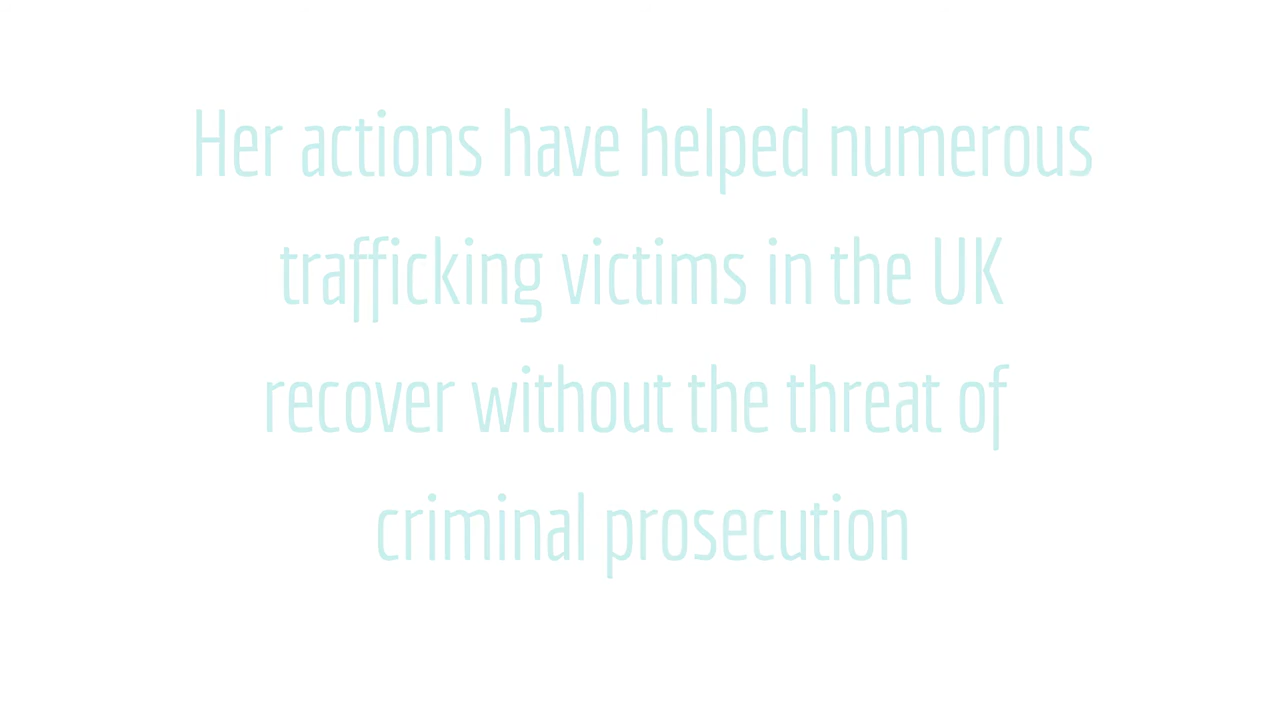 Her actions have helped numerous
trafficking victims in the UK
recover without the threat of
criminal prosecution